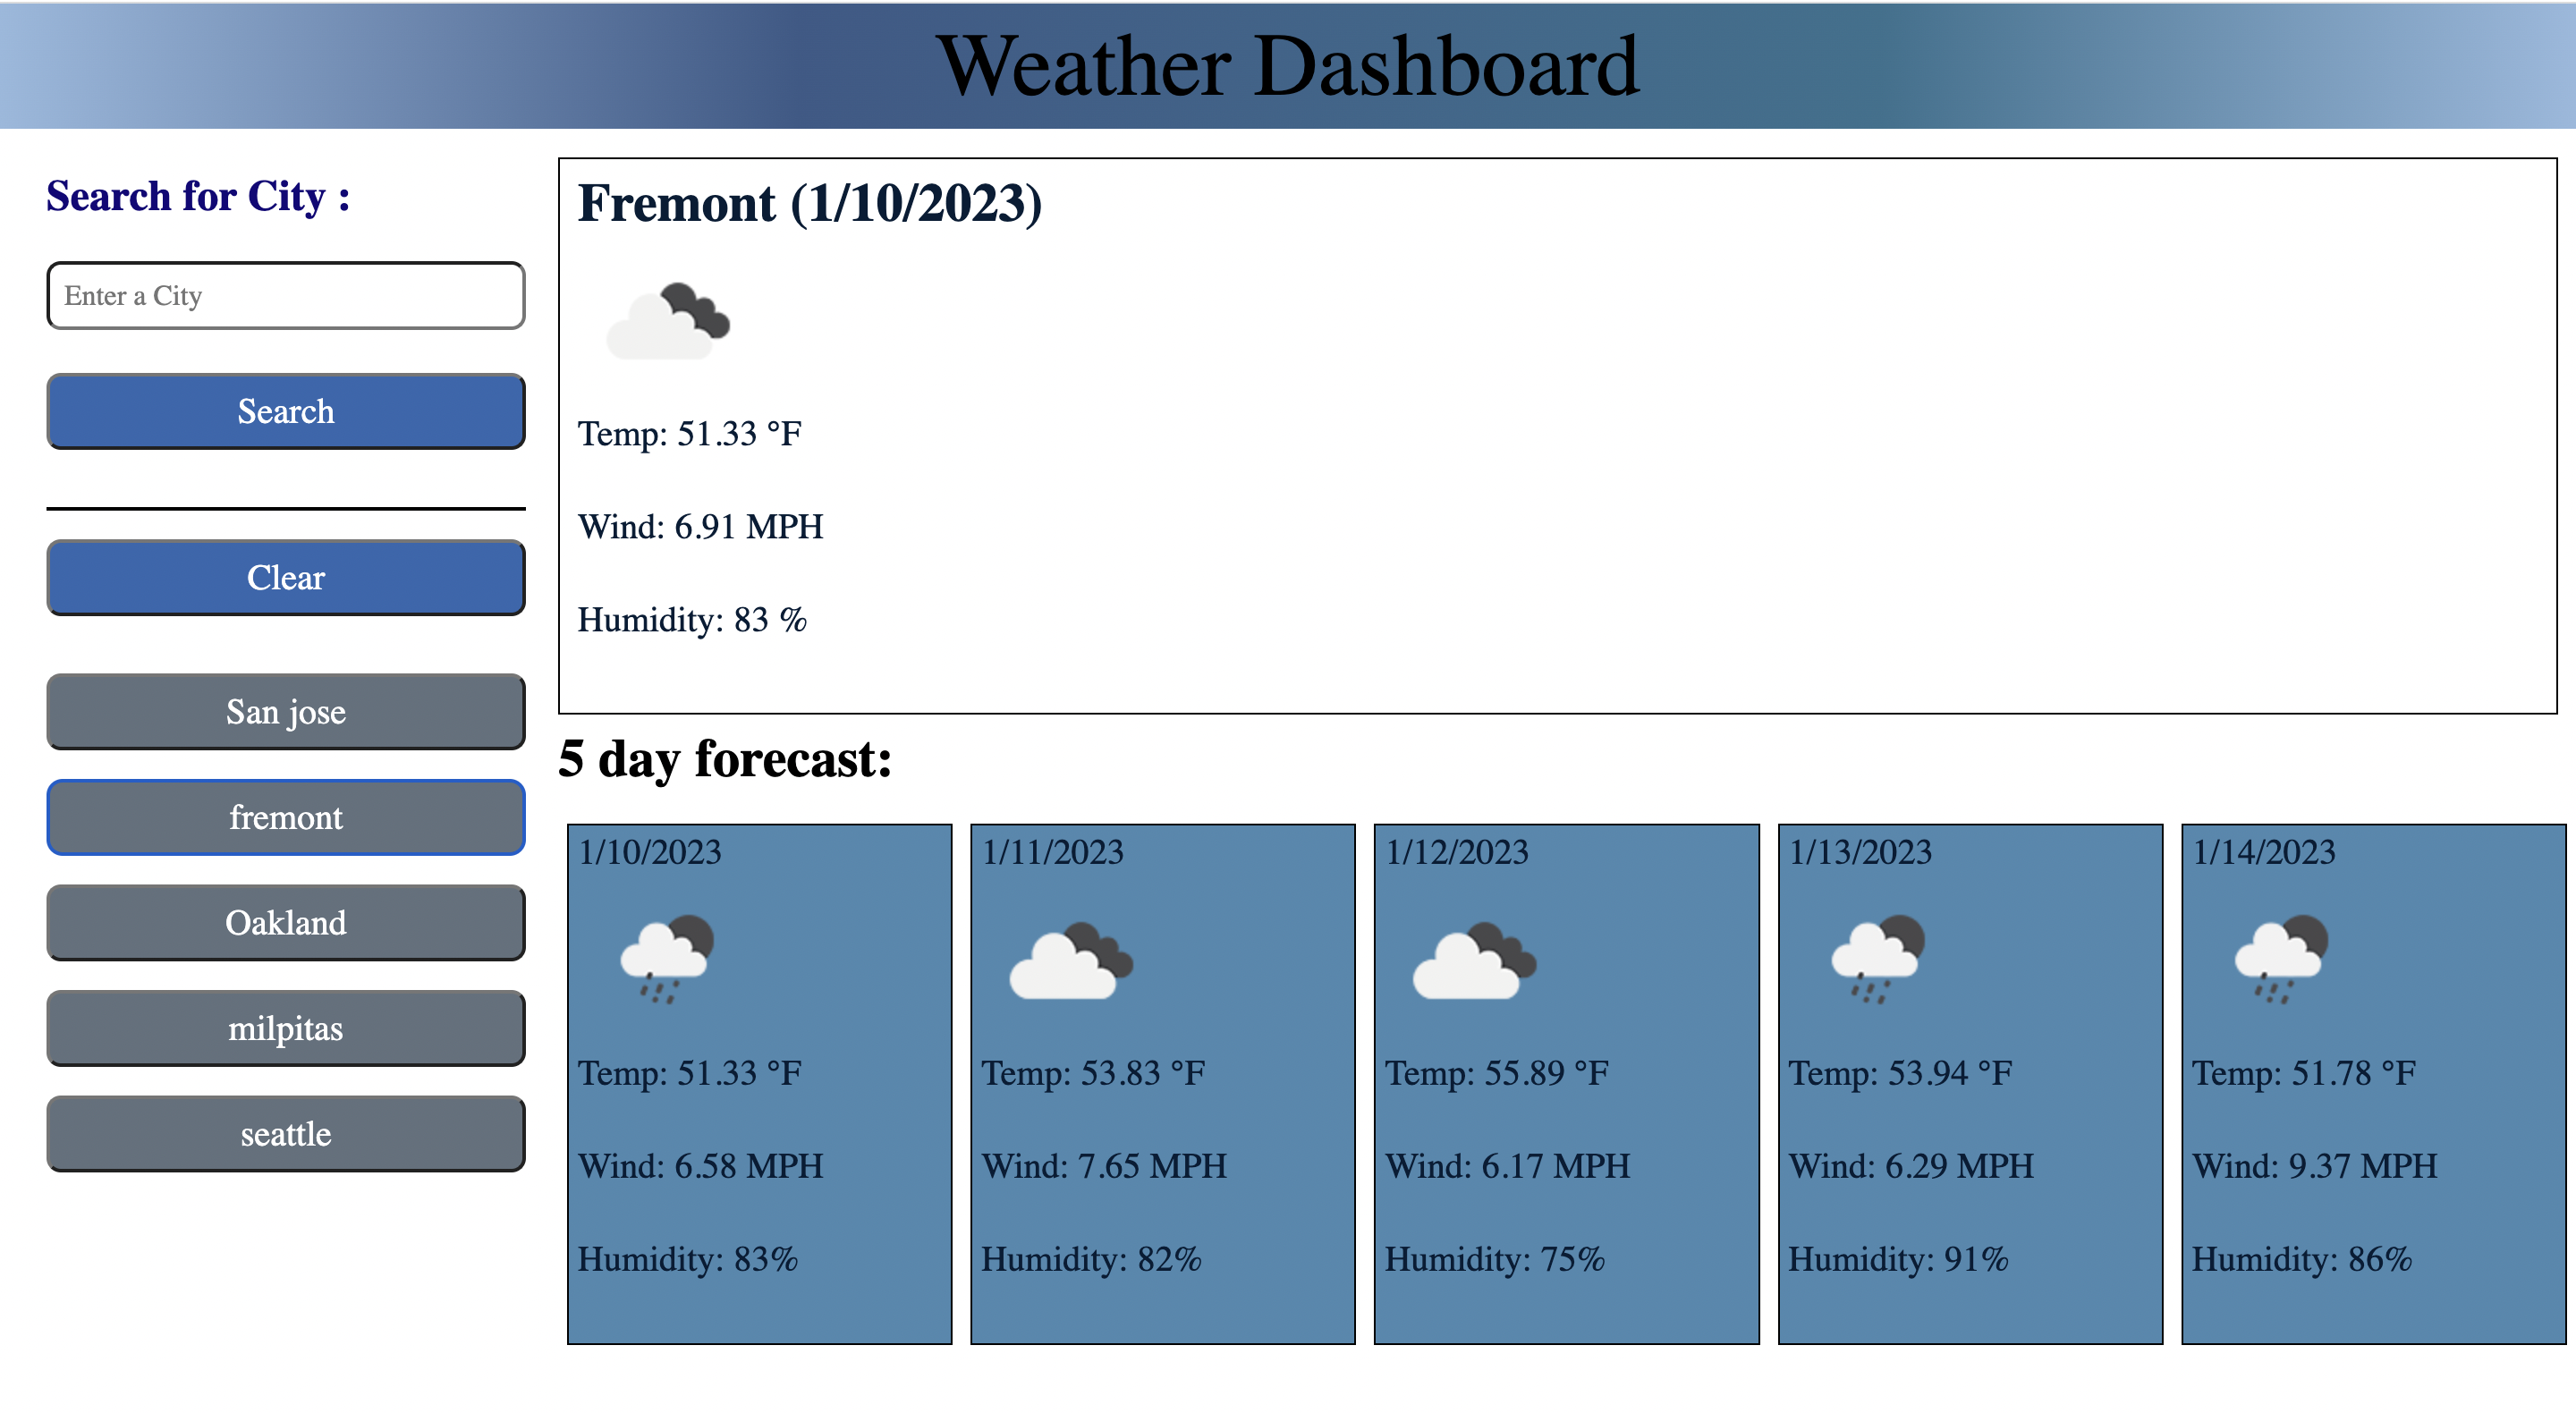 Weather Dashboard
Search for City :
Enter a City
Search
Clear
San jose
fremont
Oakland
milpitas
seattle
Fremont (1/10/2023)
Temp: 51.33 °F
Wind: 6.91 MPH
Humidity: 83 %
5 day forecast:
1/10/2023
Temp: 51.33 °F
Wind: 6.58 MPH
Humidity: 83%
1/11/2023
Temp: 53.83 °F
Wind: 7.65 MPH
Humidity: 82%
1/12/2023
Temp: 55.89 °F
Wind: 6.17 MPH
Humidity: 75%
1/13/2023
Temp: 53.94 °F
Wind: 6.29 MPH
Humidity: 91%
1/14/2023
Temp: 51.78 °F
Wind: 9.37 MPH
Humidity: 86%